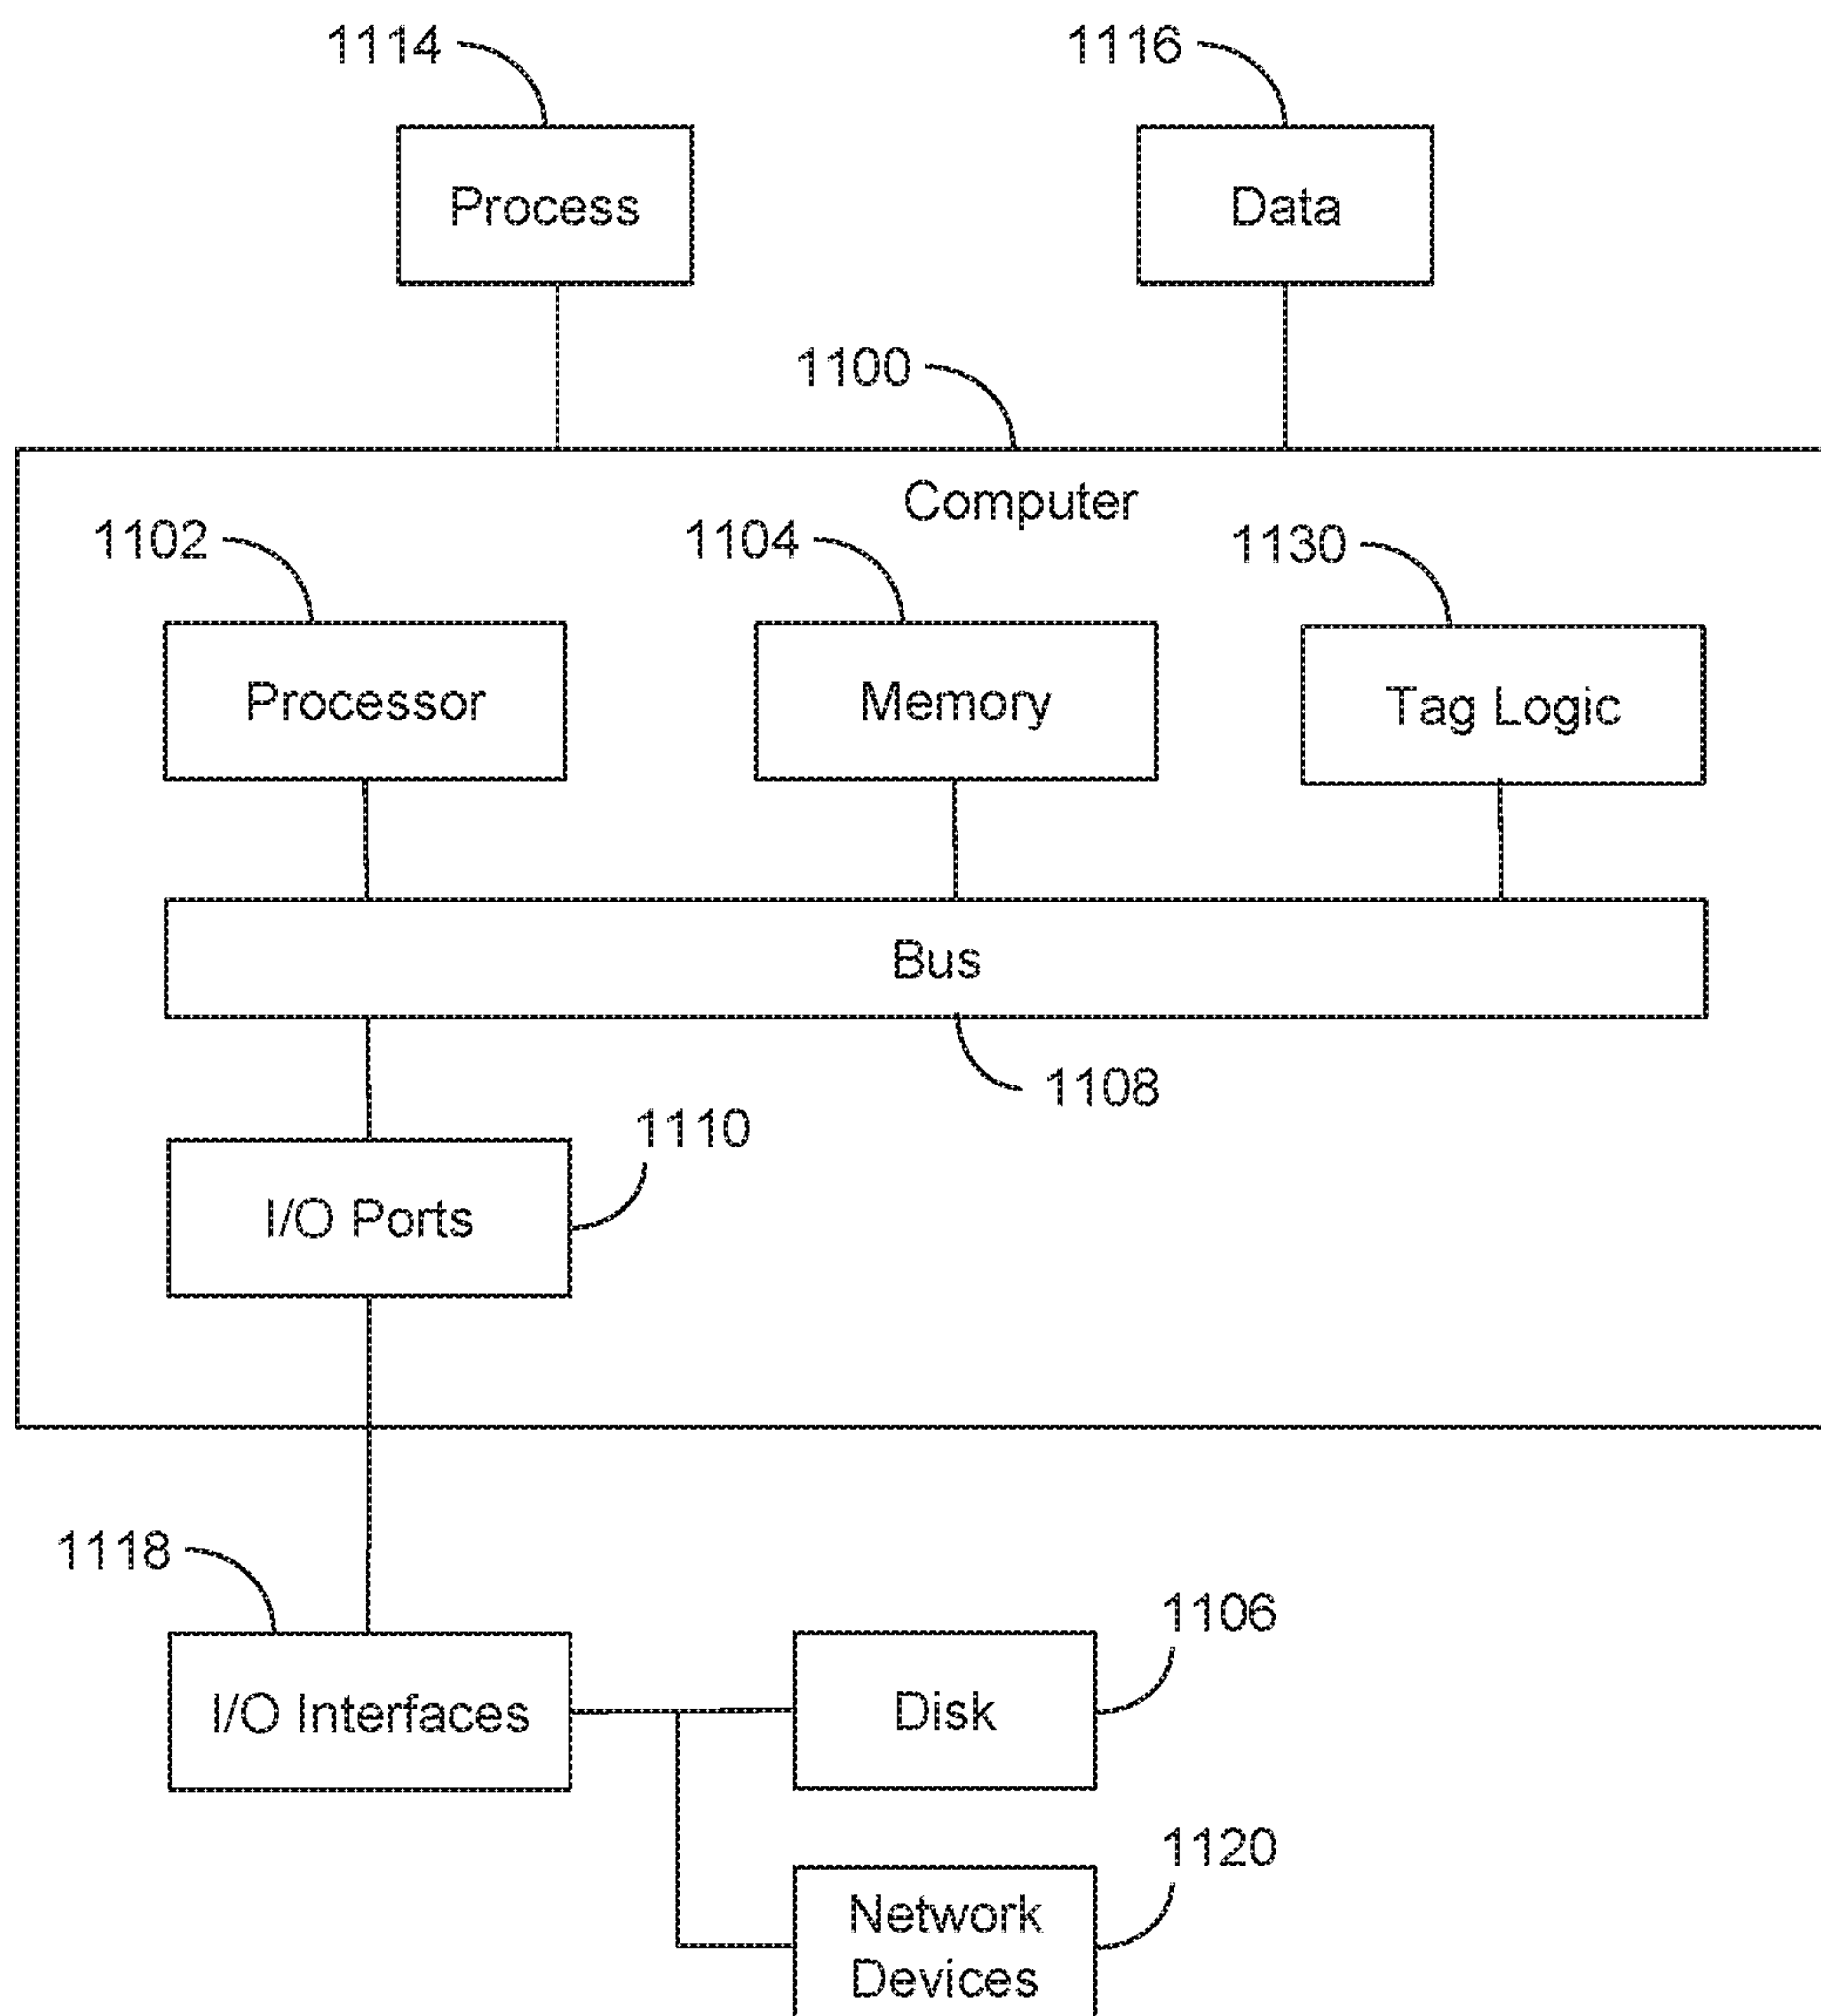 1114
1116
Process
Data
1100
Computer
1102
1104
1130
Processor
Memory
Tag Logic
Bus
1108
1110
I/O Ports
1118
1106
I/O Interfaces
Disk
1120
Network
Devices